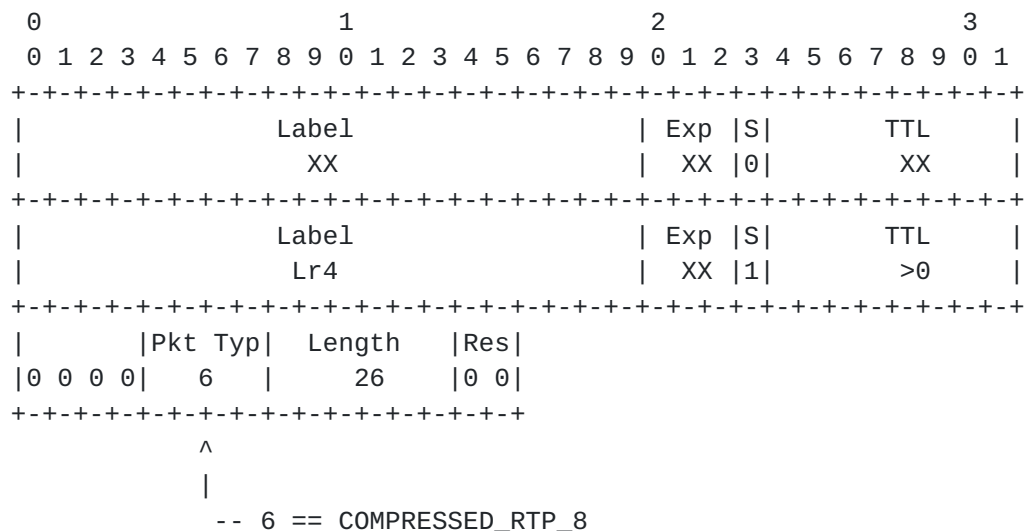 0                   1                   2                   3
 0 1 2 3 4 5 6 7 8 9 0 1 2 3 4 5 6 7 8 9 0 1 2 3 4 5 6 7 8 9 0 1
+-+-+-+-+-+-+-+-+-+-+-+-+-+-+-+-+-+-+-+-+-+-+-+-+-+-+-+-+-+-+-+-+
|                Label                  | Exp |S|       TTL     |
|                  XX                   |  XX |0|        XX     |
+-+-+-+-+-+-+-+-+-+-+-+-+-+-+-+-+-+-+-+-+-+-+-+-+-+-+-+-+-+-+-+-+
|                Label                  | Exp |S|       TTL     |
|                 Lr4                   |  XX |1|        >0     |
+-+-+-+-+-+-+-+-+-+-+-+-+-+-+-+-+-+-+-+-+-+-+-+-+-+-+-+-+-+-+-+-+
|       |Pkt Typ|  Length   |Res|
|0 0 0 0|   6   |     26    |0 0|
+-+-+-+-+-+-+-+-+-+-+-+-+-+-+-+-+
            ^
            |
             -- 6 == COMPRESSED_RTP_8